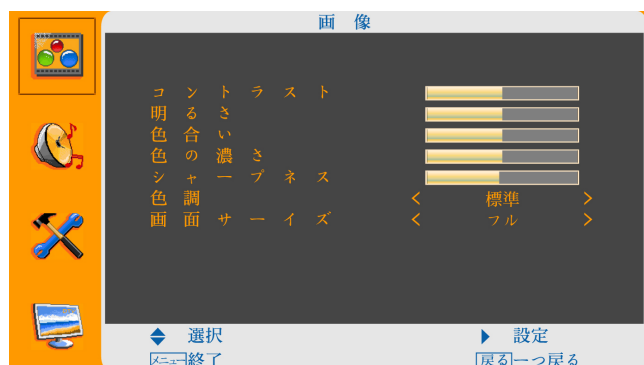 画像
コントラスト
明るさ
色合い
色の濃さ
シャープネス
色調 < 標準 >
画面サーイズ < フル >
選択 設定
メニュー終了 戻る一つ戻る